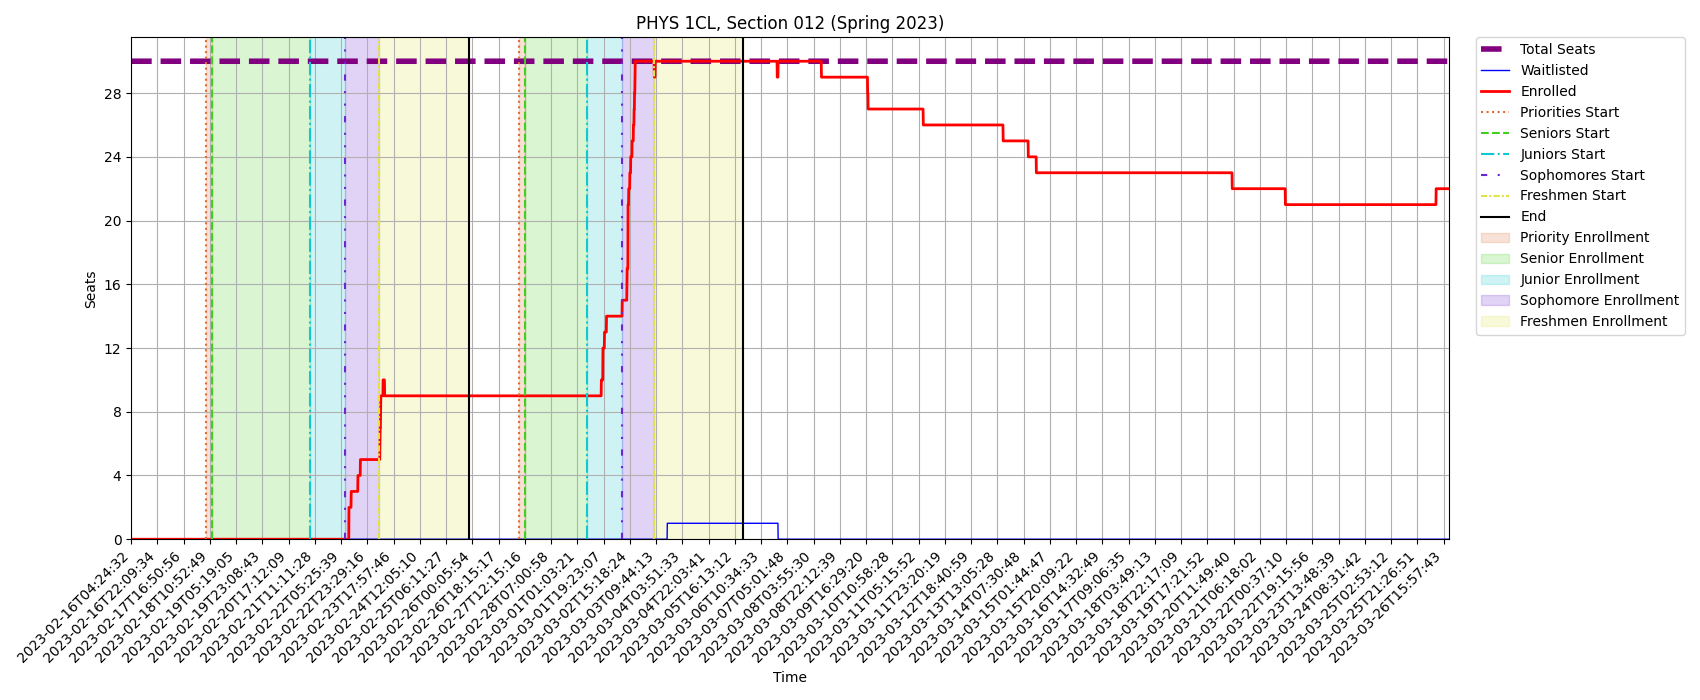 PHYS 1CL, Section 012 (Spring 2023)
Total Seats
Waitlisted
Enrolled
Priorities Start
Seniors Start
Juniors Start
Sophomores Start
Freshmen Start
End
Priority Enrollment
Senior Enrollment
Junior Enrollment
Sophomore Enrollment
Freshmen Enrollment
Seats
28
24
20
16
12
8
4
0
2023-02-16T04:24:32
2023-02-16T22:09:34
2023-02-17T16:50:56
2023-02-18T10:52:49
2023-02-19T05:19:05
2023-02-19T23:08:43
2023-02-20T17:12:09
2023-02-21T11:11:28
2023-02-22T05:25:39
2023-02-22T23:29:16
2023-02-23T17:57:46
2023-02-24T12:05:10
2023-02-25T06:11:27
2023-02-26T00:05:54
2023-02-26T18:15:17
2023-02-27T12:15:16
2023-02-28T07:00:58
2023-03-01T01:03:21
2023-03-01T19:23:07
2023-03-02T15:18:24
2023-03-03T09:44:13
2023-03-04T03:51:33
2023-03-04T22:03:41
2023-03-05T16:13:12
2023-03-06T10:34:33
2023-03-07T05:01:48
2023-03-08T03:55:30
2023-03-08T22:12:39
2023-03-09T16:29:20
2023-03-10T10:58:28
2023-03-11T05:15:52
2023-03-11T23:20:19
2023-03-12T18:40:59
2023-03-13T13:05:28
2023-03-14T07:30:48
2023-03-15T01:44:47
2023-03-15T20:09:22
2023-03-16T14:32:49
2023-03-17T09:06:35
2023-03-18T03:49:13
2023-03-18T22:17:09
2023-03-19T17:21:52
2023-03-20T11:49:40
2023-03-21T06:18:02
2023-03-22T00:37:10
2023-03-22T19:15:56
2023-03-23T13:48:39
2023-03-24T08:31:42
2023-03-25T02:53:12
2023-03-25T21:26:51
2023-03-26T15:57:43
Time